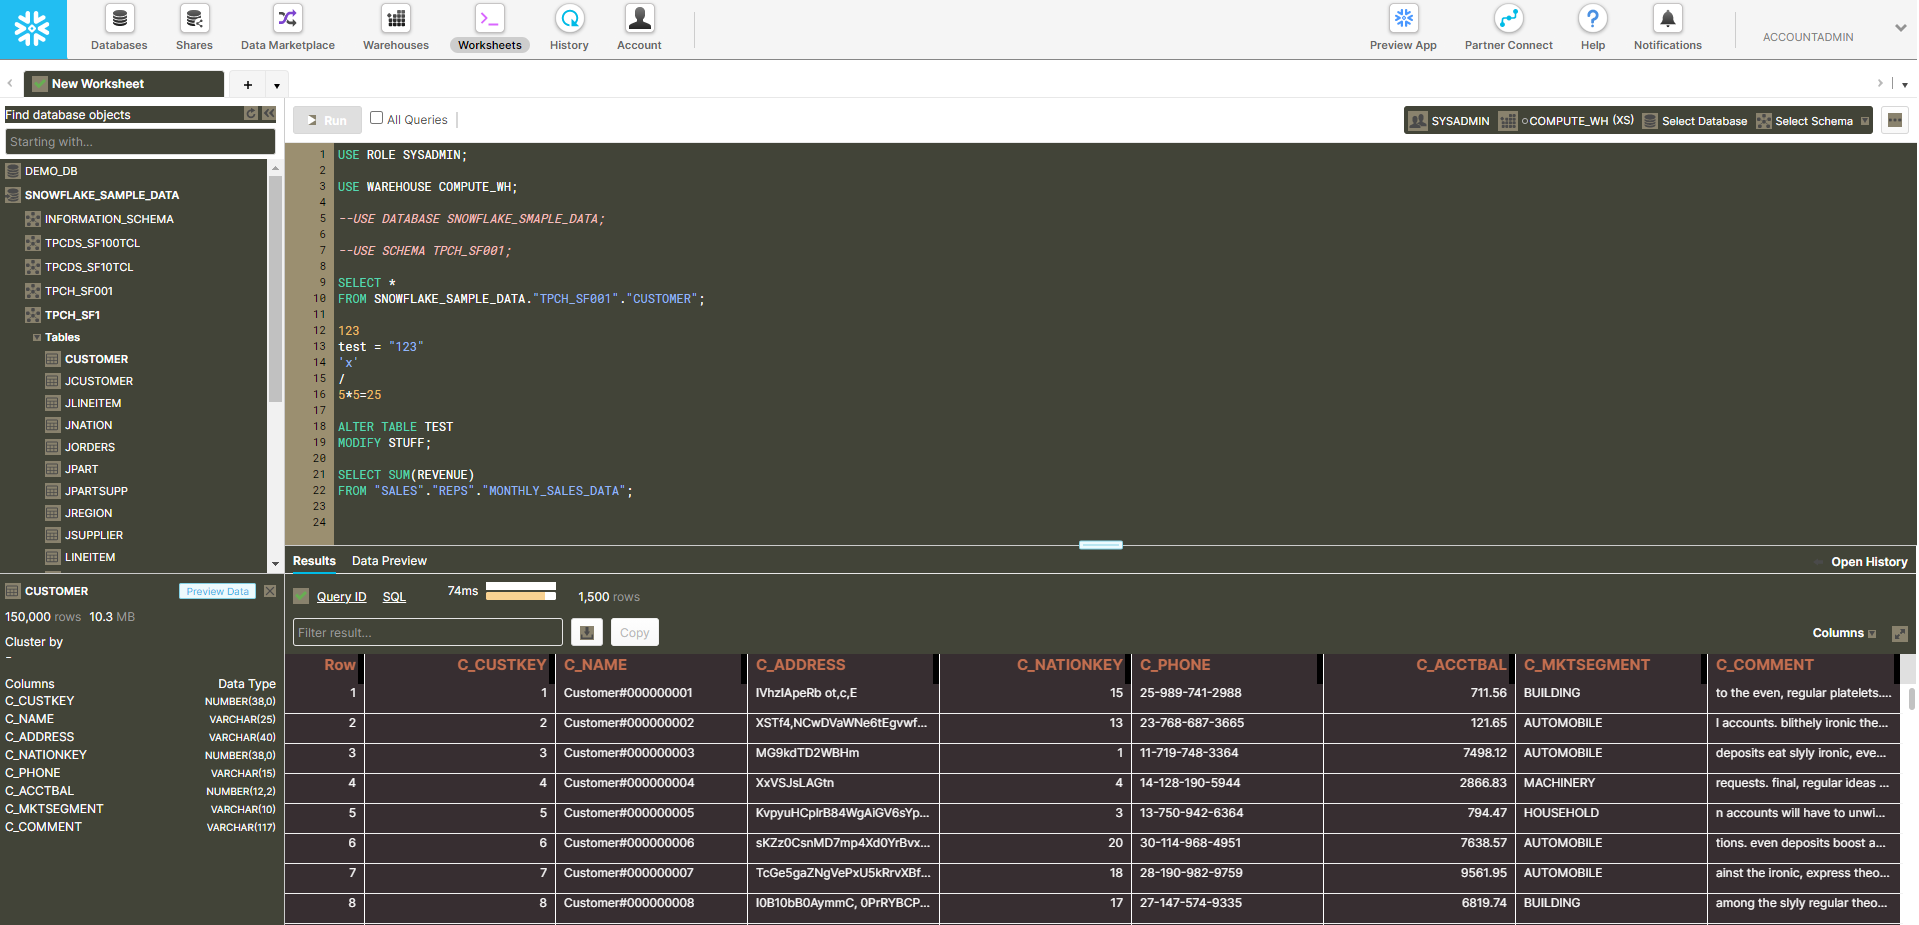 Databases Shares Data Marketplace Warehouses Worksheets History Account Preview App Partner Connect Help Notifications ACCOUNTADMIN
New Worksheet
Find database objects
Starting with...
DEMO_DB
SNOWFLAKE_SAMPLE_DATA
INFORMATION_SCHEMA
TPCDS_SF100TCL
TPCDS_SF10TCL
TPCH_SF001
TPCH_SF1
Tables
CUSTOMER
JCUSTOMER
JLINEITEM
JNATION
JORDERS
JPART
JPARTSUPP
JREGION
JSUPPLIER
LINEITEM
CUSTOMER Preview Data
150,000 rows 10.3 MB
Cluster by
–
Columns Data Type
C_CUSTKEY NUMBER(38,0)
C_NAME VARCHAR(25)
C_ADDRESS VARCHAR(40)
C_NATIONKEY NUMBER(38,0)
C_PHONE VARCHAR(15)
C_ACCTBAL NUMBER(12,2)
C_MKTSEGMENT VARCHAR(10)
C_COMMENT VARCHAR(117)
Run All Queries SYSADMIN COMPUTE_WH (XS) Select Database Select Schema
1 USE ROLE SYSADMIN;
2
3 USE WAREHOUSE COMPUTE_WH;
4
5 --USE DATABASE SNOWFLAKE_SMAPLE_DATA;
6
7 --USE SCHEMA TPCH_SF001;
8
9 SELECT *
10 FROM SNOWFLAKE_SAMPLE_DATA."TPCH_SF001"."CUSTOMER";
11
12 123
13 test = "123"
14 'x'
15 /
16 5*5=25
17
18 ALTER TABLE TEST
19 MODIFY STUFF;
20
21 SELECT SUM(REVENUE)
22 FROM "SALES"."REPS"."MONTHLY_SALES_DATA";
23
24
Results Data Preview Open History
Query ID SQL 74ms 1,500 rows
Filter result... Copy Columns
Row C_CUSTKEY C_NAME C_ADDRESS C_NATIONKEY C_PHONE C_ACCTBAL C_MKTSEGMENT C_COMMENT
1 1 Customer#000000001 IVhzIApeRb ot,c,E 15 25-989-741-2988 711.56 BUILDING to the even, regular platelets....
2 2 Customer#000000002 XSTf4,NCwDVaWNe6tEgvwf... 13 23-768-687-3665 121.65 AUTOMOBILE l accounts. blithely ironic the...
3 3 Customer#000000003 MG9kdTD2WBHm 1 11-719-748-3364 7498.12 AUTOMOBILE deposits eat slyly ironic, eve...
4 4 Customer#000000004 XxVSJsLAGtn 4 14-128-190-5944 2866.83 MACHINERY requests. final, regular ideas ...
5 5 Customer#000000005 KvpyuHCplrB84WgAiGV6sYp... 3 13-750-942-6364 794.47 HOUSEHOLD n accounts will have to unwi...
6 6 Customer#000000006 sKZz0CsnMD7mp4Xd0YrBvx... 20 30-114-968-4951 7638.57 AUTOMOBILE tions. even deposits boost a...
7 7 Customer#000000007 TcGe5gaZNgVePxU5kRrvXBf... 18 28-190-982-9759 9561.95 AUTOMOBILE ainst the ironic, express theo...
8 8 Customer#000000008 I0B10bB0AymmC, 0PrRYBCP... 17 27-147-574-9335 6819.74 BUILDING among the slyly regular theo...